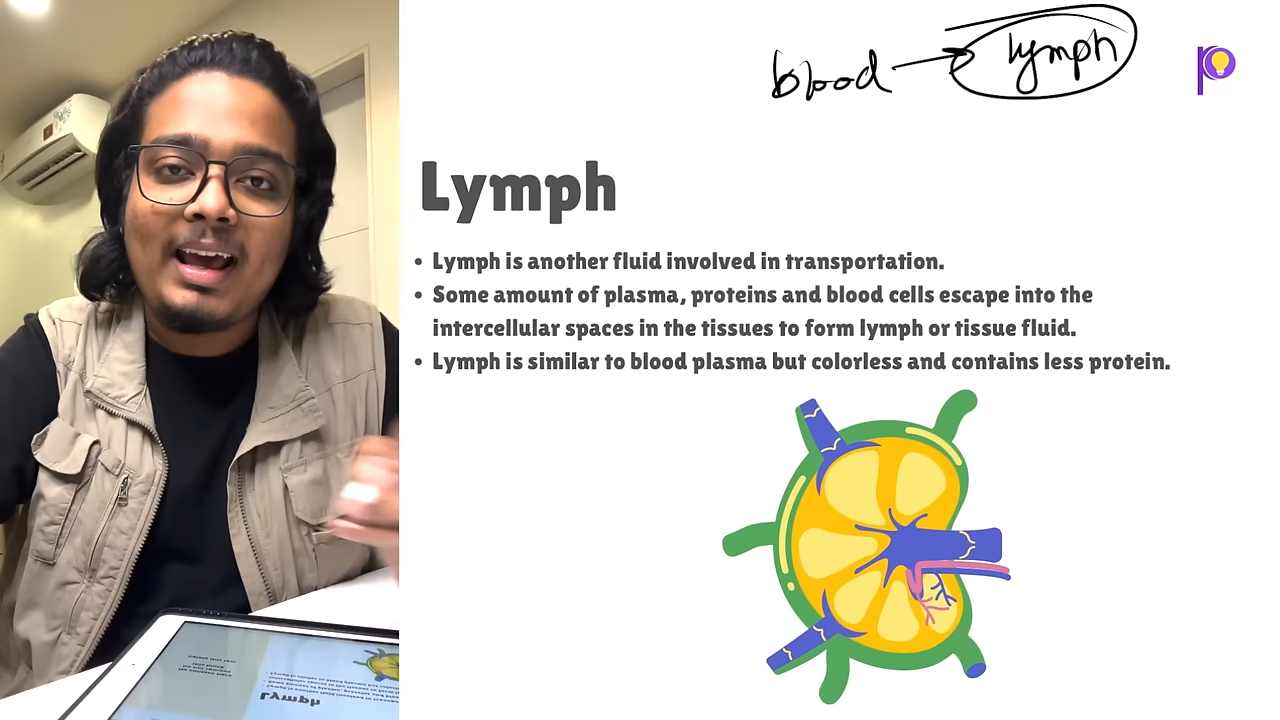 blood → lymph
Lymph
• Lymph is another fluid involved in transportation.
• Some amount of plasma, proteins and blood cells escape into the
intercellular spaces in the tissues to form lymph or tissue fluid.
• Lymph is similar to blood plasma but colorless and contains less protein.
Lymph